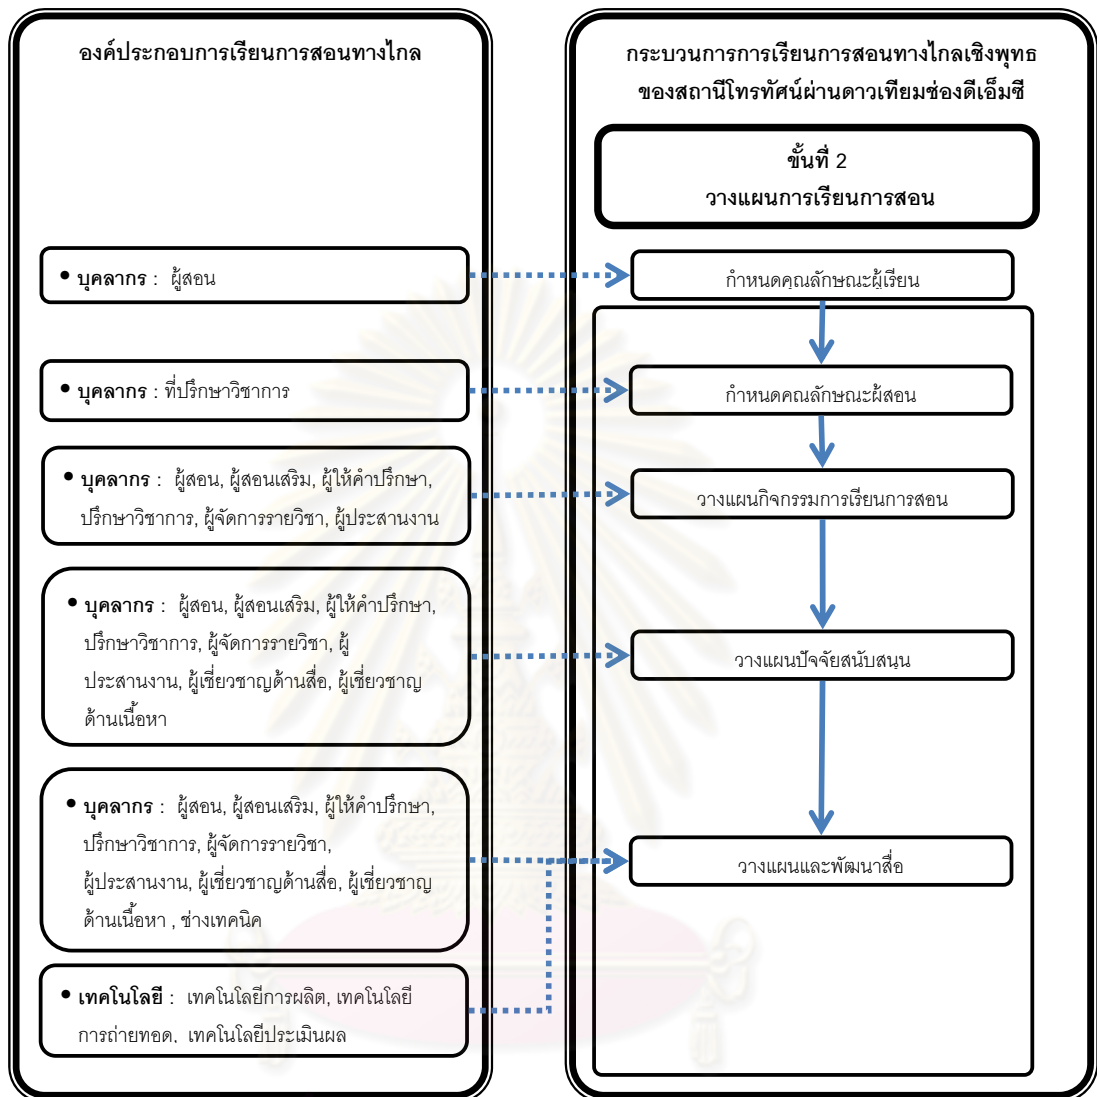 องค์ประกอบการเรียนการสอนทางไกล
• บุคลากร : ผู้สอน
• บุคลากร : ที่ปรึกษาวิชาการ
• บุคลากร : ผู้สอน, ผู้สอนเสริม, ผู้ให้คำปรึกษา,
ปรึกษาวิชาการ, ผู้จัดการรายวิชา, ผู้ประสานงาน
• บุคลากร : ผู้สอน, ผู้สอนเสริม, ผู้ให้คำปรึกษา,
ปรึกษาวิชาการ, ผู้จัดการรายวิชา, ผู้
ประสานงาน, ผู้เชี่ยวชาญด้านสื่อ, ผู้เชี่ยวชาญ
ด้านเนื้อหา
• บุคลากร : ผู้สอน, ผู้สอนเสริม, ผู้ให้คำปรึกษา,
ปรึกษาวิชาการ, ผู้จัดการรายวิชา,
ผู้ประสานงาน, ผู้เชี่ยวชาญด้านสื่อ, ผู้เชี่ยวชาญ
ด้านเนื้อหา , ช่างเทคนิค
• เทคโนโลยี : เทคโนโลยีการผลิต, เทคโนโลยี
การถ่ายทอด, เทคโนโลยีประเมินผล
กระบวนการการเรียนการสอนทางไกลเชิงพุทธ
ของสถานีโทรทัศน์ผ่านดาวเทียมช่องดีเอ็มซี
ขั้นที่ 2
วางแผนการเรียนการสอน
กำหนดคุณลักษณะผู้เรียน
กำหนดคุณลักษณะผู้สอน
วางแผนกิจกรรมการเรียนการสอน
วางแผนปัจจัยสนับสนุน
วางแผนและพัฒนาสื่อ